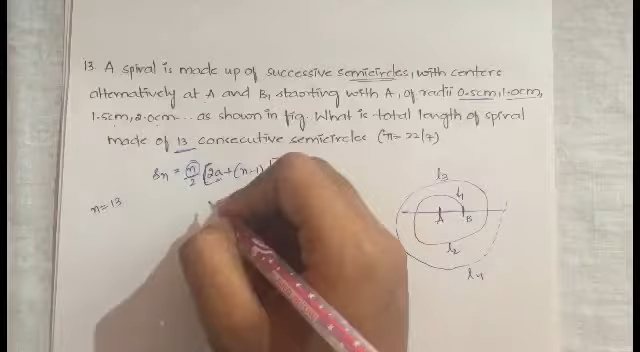 13. A spiral is made up of successive semicircles, with centers
alternatively at A and B, starting with A, of radii 0.5cm, 1.0cm,
1.5cm, 2.0cm... as shown in fig. What is total length of spiral
made of 13 consecutive semicircles (π = 22/7)
Sn = n/2 [2a + (n-1)
n = 13
l3
l1
A B
l2
l4